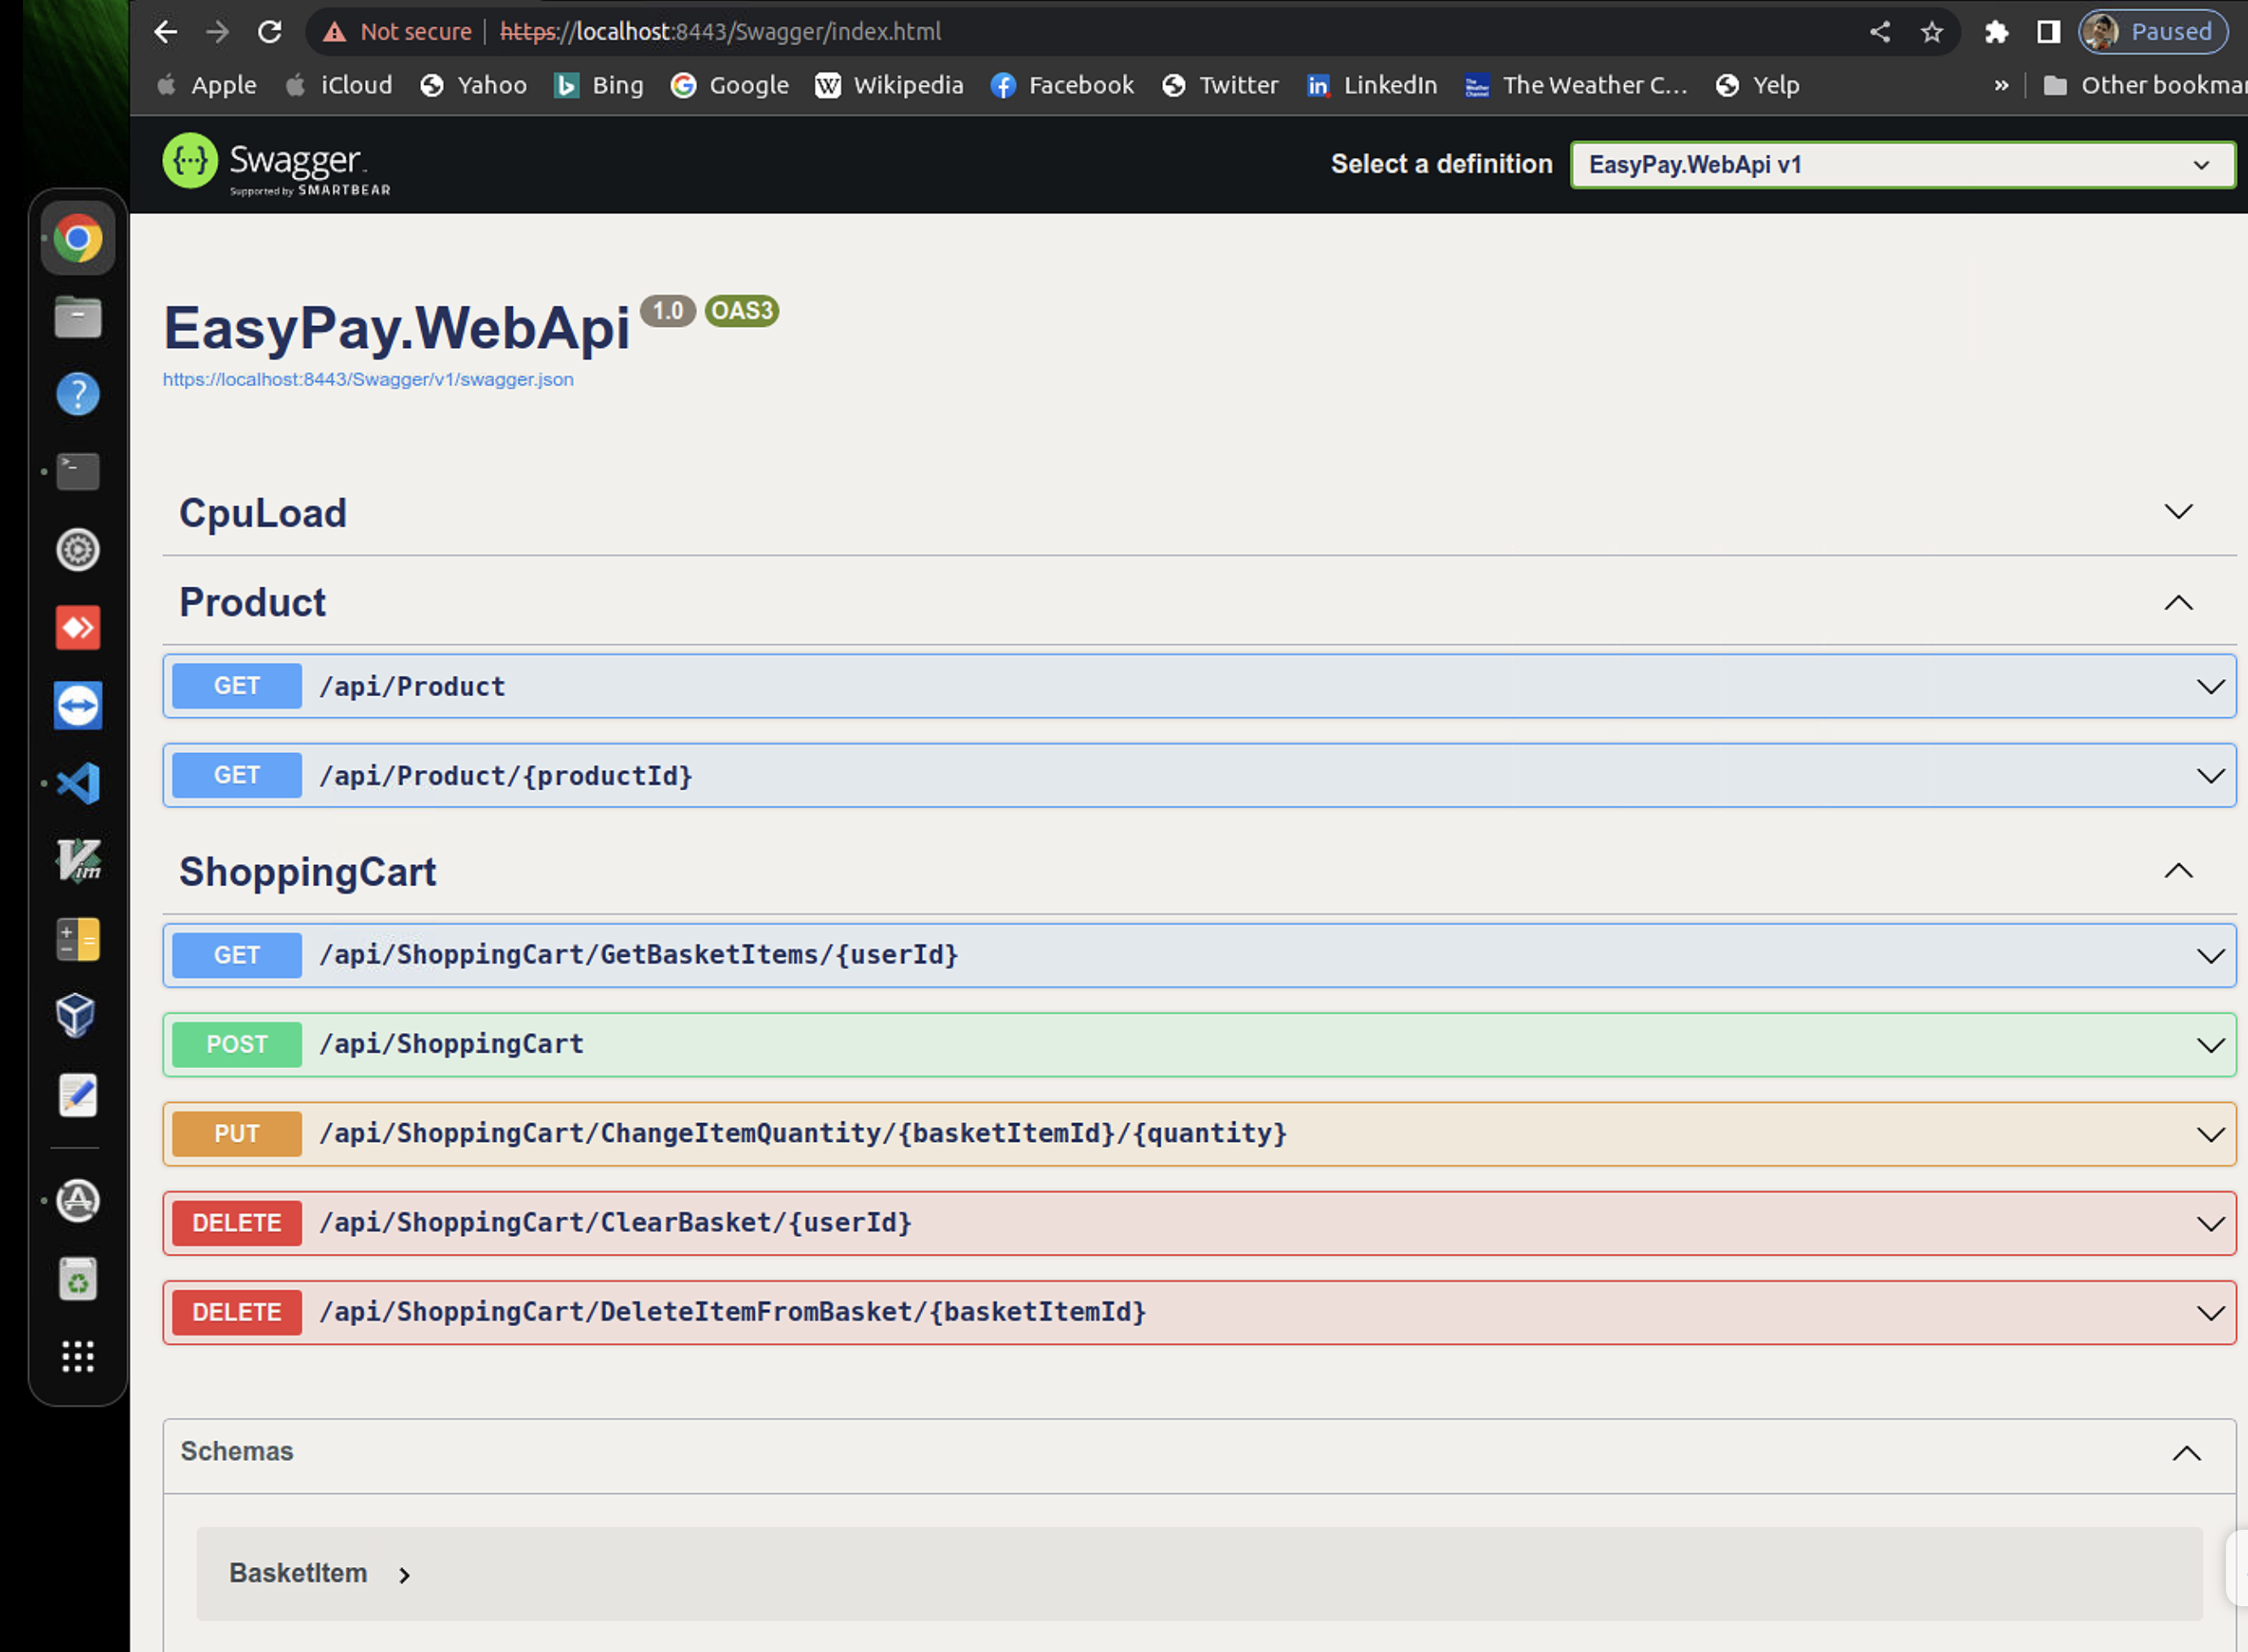 Not secure https://localhost:8443/Swagger/index.html Paused
Apple iCloud Yahoo Bing Google Wikipedia Facebook Twitter LinkedIn The Weather C... Yelp » Other bookmar
{...} Swagger
Supported by SMARTBEAR
Select a definition EasyPay.WebApi v1
EasyPay.WebApi 1.0 OAS3
https://localhost:8443/Swagger/v1/swagger.json
CpuLoad
Product
GET /api/Product
GET /api/Product/{productId}
ShoppingCart
GET /api/ShoppingCart/GetBasketItems/{userId}
POST /api/ShoppingCart
PUT /api/ShoppingCart/ChangeItemQuantity/{basketItemId}/{quantity}
DELETE /api/ShoppingCart/ClearBasket/{userId}
DELETE /api/ShoppingCart/DeleteItemFromBasket/{basketItemId}
Schemas
BasketItem